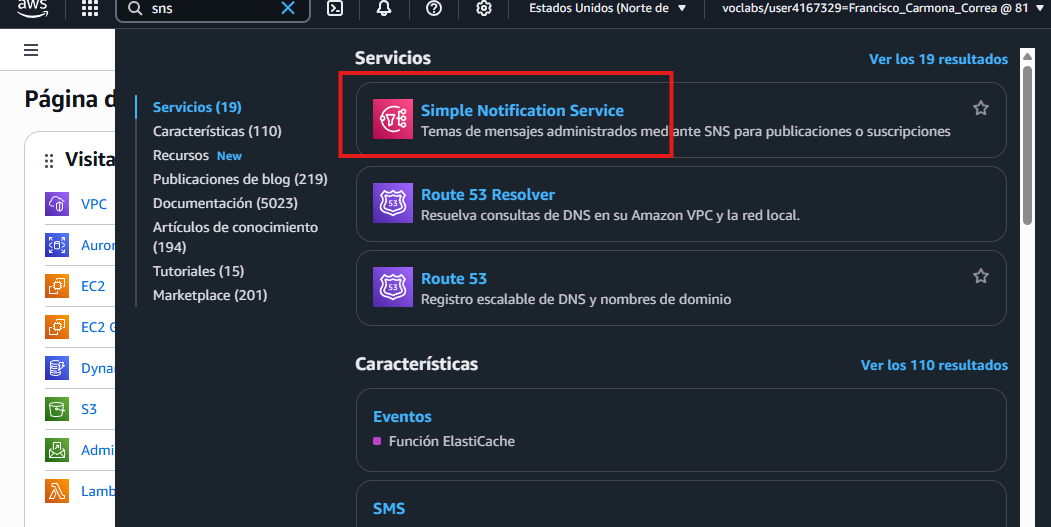 aws
sns
Estados Unidos (Norte de
voclabs/user4167329=Francisco_Carmona_Correa @ 81
Página d
Visita
VPC
Auror
EC2
EC2 G
Dynar
S3
Admi
Lamb
Servicios (19)
Características (110)
Recursos New
Publicaciones de blog (219)
Documentación (5023)
Artículos de conocimiento
(194)
Tutoriales (15)
Marketplace (201)
Servicios
Ver los 19 resultados
Simple Notification Service
Temas de mensajes administrados mediante SNS para publicaciones o suscripciones
53
Route 53 Resolver
Resuelva consultas de DNS en su Amazon VPC y la red local.
53
Route 53
Registro escalable de DNS y nombres de dominio
Características
Ver los 110 resultados
Eventos
Función ElastiCache
SMS